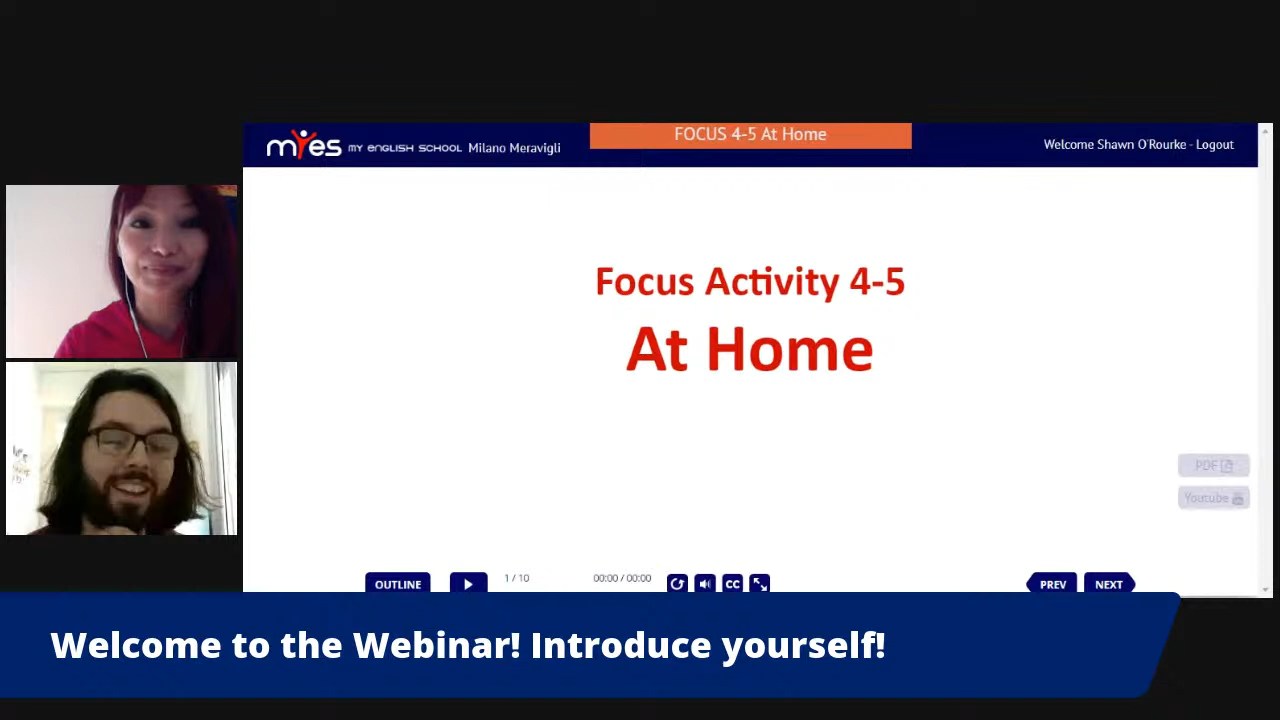 FOCUS 4-5 At Home
myes MY ENGLISH SCHOOL Milano Meravigli
Welcome Shawn O'Rourke - Logout
Focus Activity 4-5
At Home
PDF
Youtube
OUTLINE
1 / 10
00:00 / 00:00
CC
PREV
NEXT
Welcome to the Webinar! Introduce yourself!